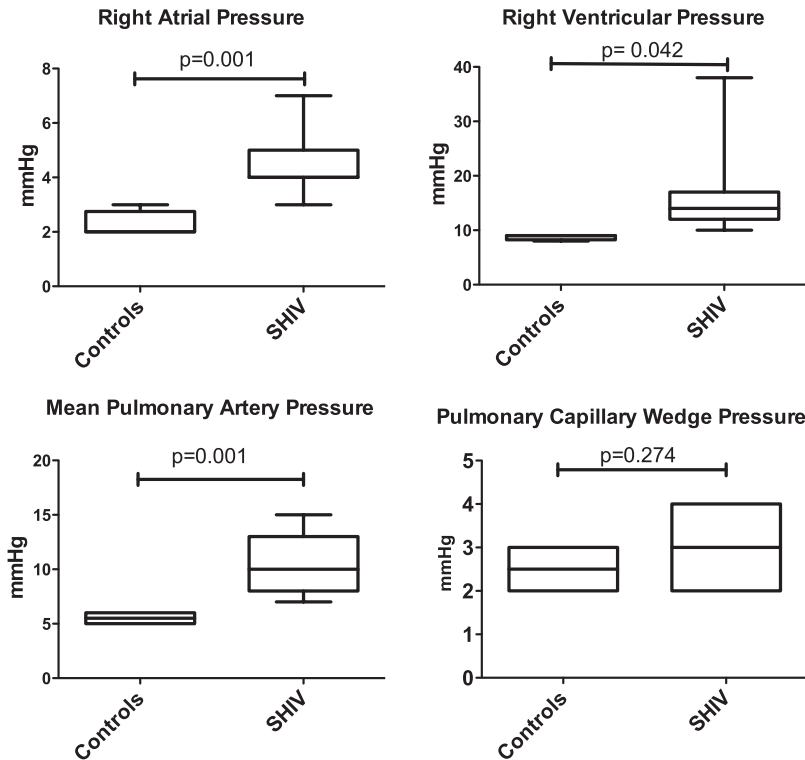 Right Atrial Pressure
p=0.001
8
6
4
2
0
mmHg
Controls
SHIV
Right Ventricular Pressure
p= 0.042
40
30
20
10
0
mmHg
Controls
SHIV
Mean Pulmonary Artery Pressure
p=0.001
20
15
10
5
0
mmHg
Controls
SHIV
Pulmonary Capillary Wedge Pressure
p=0.274
5
4
3
2
1
0
mmHg
Controls
SHIV